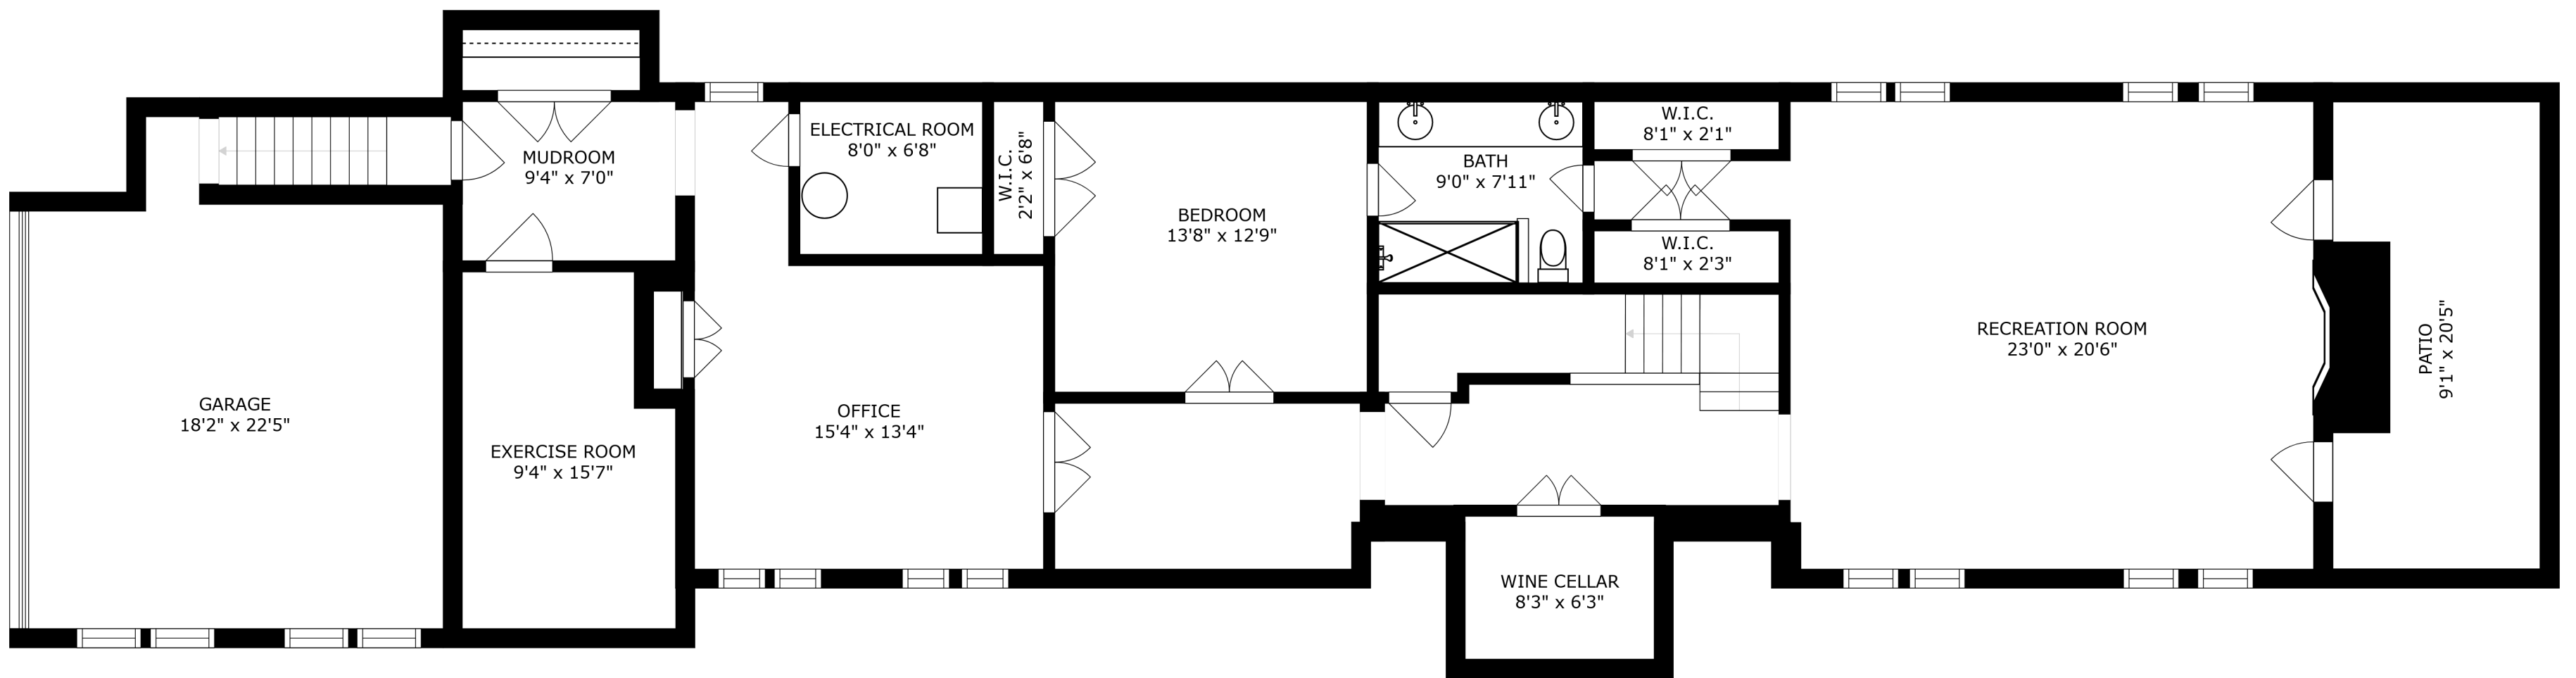 GARAGE
18'2" x 22'5"
MUDROOM
9'4" x 7'0"
EXERCISE ROOM
9'4" x 15'7"
ELECTRICAL ROOM
8'0" x 6'8"
W.I.C.
2'2" x 6'8"
OFFICE
15'4" x 13'4"
BEDROOM
13'8" x 12'9"
BATH
9'0" x 7'11"
W.I.C.
8'1" x 2'1"
W.I.C.
8'1" x 2'3"
WINE CELLAR
8'3" x 6'3"
RECREATION ROOM
23'0" x 20'6"
PATIO
9'1" x 20'5"